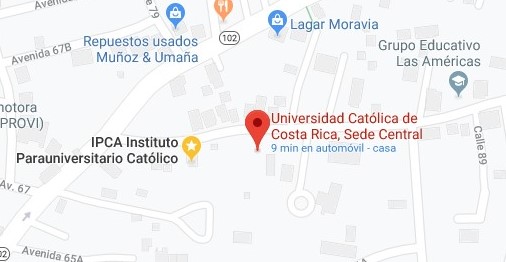 Calle 79
Avenida 67B
Repuestos usados
Muñoz & Umaña
102
Lagar Moravia
Grupo Educativo
Las Américas
motora
PROVI)
IPCA Instituto
Parauniversitario Católico
Universidad Católica de
Costa Rica, Sede Central
9 min en automóvil - casa
Calle 89
Av. 67
02
Avenida 65A